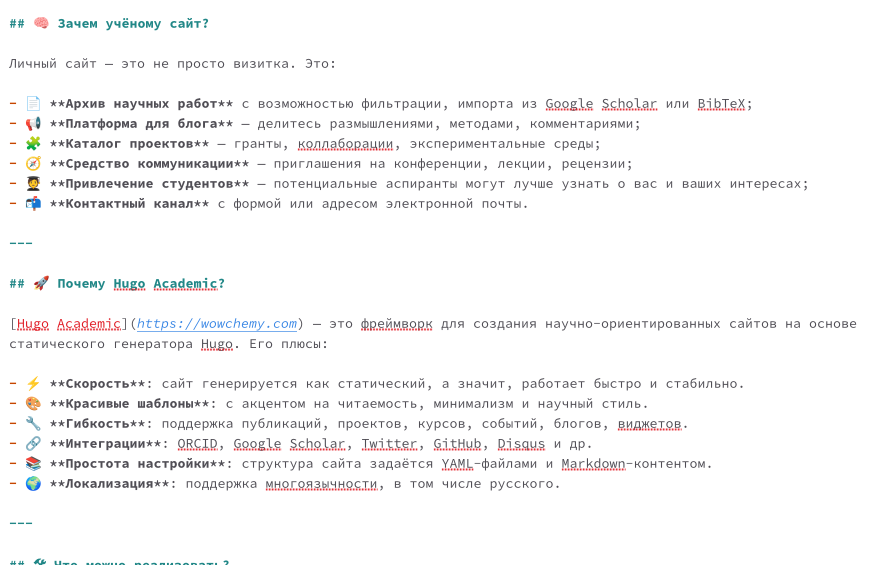 ## 🧠 Зачем учёному сайт?
Личный сайт — это не просто визитка. Это:
- 📄 **Архив научных работ** с возможностью фильтрации, импорта из Google Scholar или BibTeX;
- 📢 **Платформа для блога** — делитесь размышлениями, методами, комментариями;
- 🧩 **Каталог проектов** — гранты, коллаборации, экспериментальные среды;
- 🧭 **Средство коммуникации** — приглашения на конференции, лекции, рецензии;
- 🧑‍🎓 **Привлечение студентов** — потенциальные аспиранты могут лучше узнать о вас и ваших интересах;
- 📬 **Контактный канал** с формой или адресом электронной почты.
---
## 🚀 Почему Hugo Academic?
[Hugo Academic](https://wowchemy.com) — это фреймворк для создания научно-ориентированных сайтов на основе
статического генератора Hugo. Его плюсы:
- ⚡ **Скорость**: сайт генерируется как статический, а значит, работает быстро и стабильно.
- 🎨 **Красивые шаблоны**: с акцентом на читаемость, минимализм и научный стиль.
- 🔧 **Гибкость**: поддержка публикаций, проектов, курсов, событий, блогов, виджетов.
- 🔗 **Интеграции**: ORCID, Google Scholar, Twitter, GitHub, Disqus и др.
- 📚 **Простота настройки**: структура сайта задаётся YAML-файлами и Markdown-контентом.
- 🌍 **Локализация**: поддержка многоязычности, в том числе русского.
---
## 🛠 Что можно реализовать?